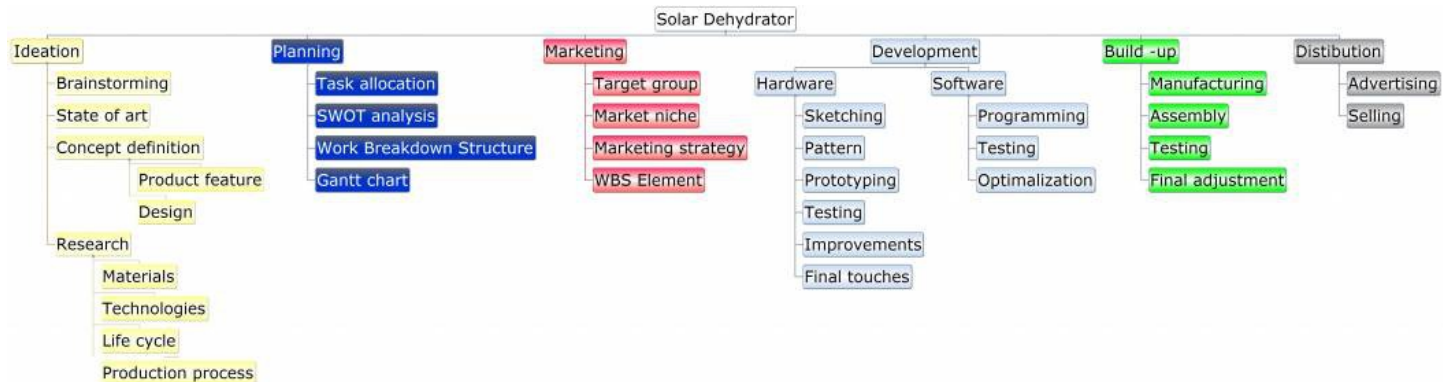 Solar Dehydrator
Ideation
Brainstorming
State of art
Concept definition
Product feature
Design
Research
Materials
Technologies
Life cycle
Production process
Planning
Task allocation
SWOT analysis
Work Breakdown Structure
Gantt chart
Marketing
Target group
Market niche
Marketing strategy
WBS Element
Development
Hardware
Sketching
Pattern
Prototyping
Testing
Improvements
Final touches
Software
Programming
Testing
Optimalization
Build -up
Manufacturing
Assembly
Testing
Final adjustment
Distibution
Advertising
Selling